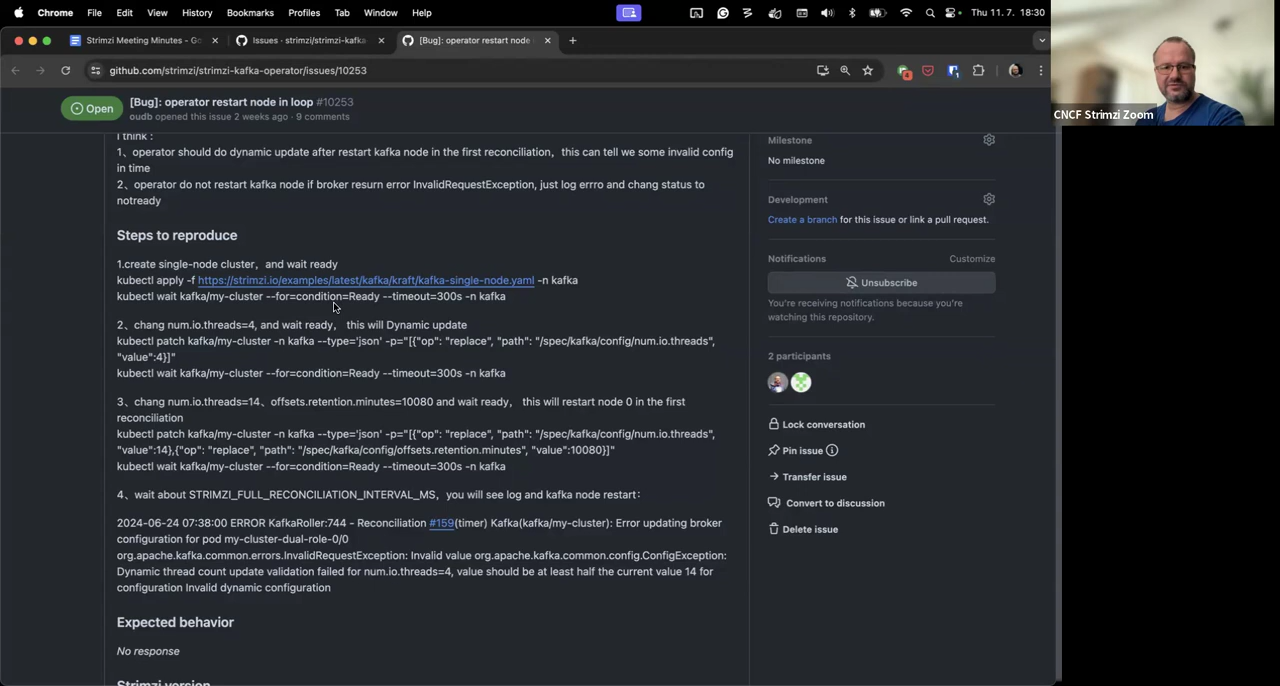 Chrome File Edit View History Bookmarks Profiles Tab Window Help Thu 11. 7. 18:30
Strimzi Meeting Minutes - Go
Issues · strimzi/strimzi-kafka-
[Bug]: operator restart node
github.com/strimzi/strimzi-kafka-operator/issues/10253
CNCF Strimzi Zoom
Open
[Bug]: operator restart node in loop #10253
oudb opened this issue 2 weeks ago · 9 comments
I think :
1、operator should do dynamic update after restart kafka node in the first reconciliation，this can tell we some invalid config
in time
2、operator do not restart kafka node if broker resurn error InvalidRequestException, just log errro and chang status to
notready
Steps to reproduce
1.create single-node cluster，and wait ready
kubectl apply -f https://strimzi.io/examples/latest/kafka/kraft/kafka-single-node.yaml -n kafka
kubectl wait kafka/my-cluster --for=condition=Ready --timeout=300s -n kafka
2、chang num.io.threads=4, and wait ready， this will Dynamic update
kubectl patch kafka/my-cluster -n kafka --type='json' -p="[{"op": "replace", "path": "/spec/kafka/config/num.io.threads",
"value":4}]"
kubectl wait kafka/my-cluster --for=condition=Ready --timeout=300s -n kafka
3、chang num.io.threads=14、offsets.retention.minutes=10080 and wait ready， this will restart node 0 in the first
reconciliation
kubectl patch kafka/my-cluster -n kafka --type='json' -p="[{"op": "replace", "path": "/spec/kafka/config/num.io.threads",
"value":14},{"op": "replace", "path": "/spec/kafka/config/offsets.retention.minutes", "value":10080}]"
kubectl wait kafka/my-cluster --for=condition=Ready --timeout=300s -n kafka
4、wait about STRIMZI_FULL_RECONCILIATION_INTERVAL_MS，you will see log and kafka node restart：
2024-06-24 07:38:00 ERROR KafkaRoller:744 - Reconciliation #159(timer) Kafka(kafka/my-cluster): Error updating broker
configuration for pod my-cluster-dual-role-0/0
org.apache.kafka.common.errors.InvalidRequestException: Invalid value org.apache.kafka.common.config.ConfigException:
Dynamic thread count update validation failed for num.io.threads=4, value should be at least half the current value 14 for
configuration Invalid dynamic configuration
Expected behavior
No response
Strimzi version
Milestone
No milestone
Development
Create a branch for this issue or link a pull request.
Notifications Customize
Unsubscribe
You're receiving notifications because you're
watching this repository.
2 participants
Lock conversation
Pin issue
Transfer issue
Convert to discussion
Delete issue